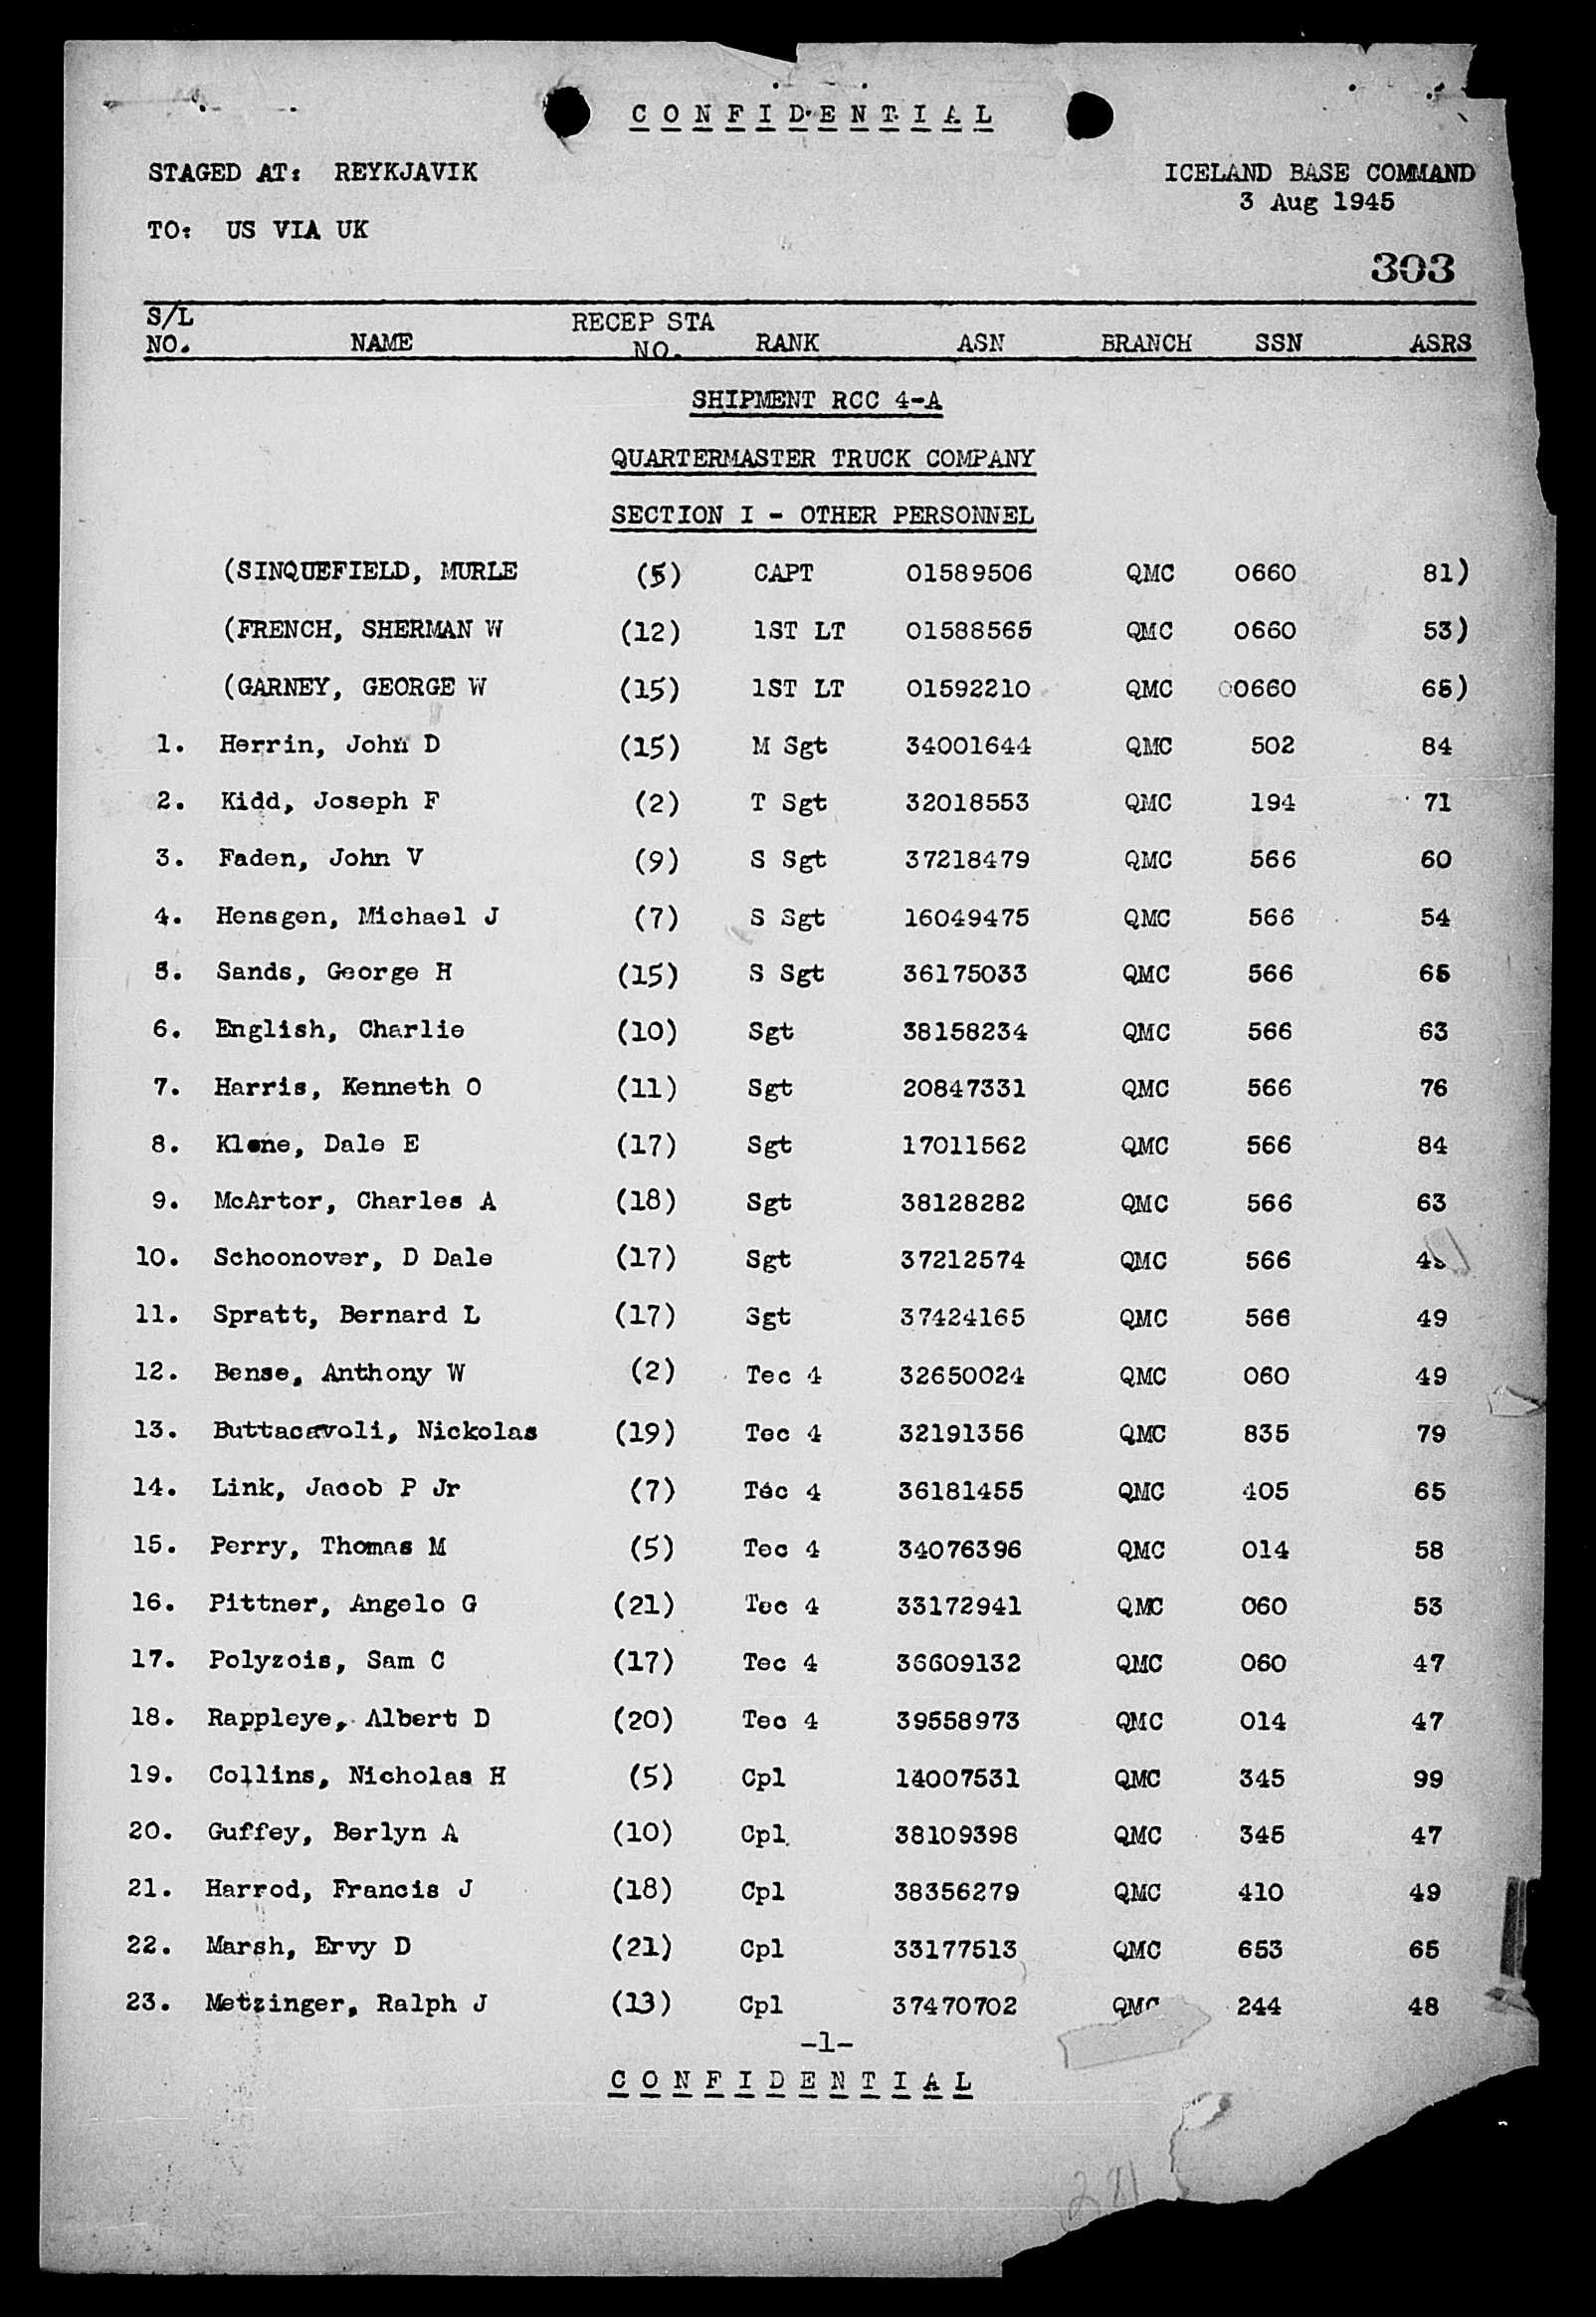 CONFIDENTIAL
STAGED AT: REYKJAVIK ICELAND BASE COMMAND
3 Aug 1945
TO: US VIA UK
303
S/L NO. NAME RECEP STA NO. RANK ASN BRANCH SSN ASRS
SHIPMENT RCC 4-A
QUARTERMASTER TRUCK COMPANY
SECTION I - OTHER PERSONNEL
(SINQUEFIELD, MURLE (5) CAPT 01589506 QMC 0660 81)
(FRENCH, SHERMAN W (12) 1ST LT 01588565 QMC 0660 53)
(GARNEY, GEORGE W (15) 1ST LT 01592210 QMC 0660 65)
1. Herrin, John D (15) M Sgt 34001644 QMC 502 84
2. Kidd, Joseph F (2) T Sgt 32018553 QMC 194 71
3. Faden, John V (9) S Sgt 37218479 QMC 566 60
4. Hensgen, Michael J (7) S Sgt 16049475 QMC 566 54
5. Sands, George H (15) S Sgt 36175033 QMC 566 65
6. English, Charlie (10) Sgt 38158234 QMC 566 63
7. Harris, Kenneth O (11) Sgt 20847331 QMC 566 76
8. Klene, Dale E (17) Sgt 17011562 QMC 566 84
9. McArtor, Charles A (18) Sgt 38128282 QMC 566 63
10. Schoonover, D Dale (17) Sgt 37212574 QMC 566
11. Spratt, Bernard L (17) Sgt 37424165 QMC 566 49
12. Bense, Anthony W (2) Tec 4 32650024 QMC 060 49
13. Buttacavoli, Nickolas (19) Tec 4 32191356 QMC 835 79
14. Link, Jacob P Jr (7) Tec 4 36181455 QMC 405 65
15. Perry, Thomas M (5) Tec 4 34076396 QMC 014 58
16. Pittner, Angelo G (21) Tec 4 33172941 QMC 060 53
17. Polyzois, Sam C (17) Tec 4 36609132 QMC 060 47
18. Rappleye, Albert D (20) Tec 4 39558973 QMC 014 47
19. Collins, Nicholas H (5) Cpl 14007531 QMC 345 99
20. Guffey, Berlyn A (10) Cpl 38109398 QMC 345 47
21. Harrod, Francis J (18) Cpl 38356279 QMC 410 49
22. Marsh, Ervy D (21) Cpl 33177513 QMC 653 65
23. Metzinger, Ralph J (13) Cpl 37470702 QMC 244 48
-1-
CONFIDENTIAL
281